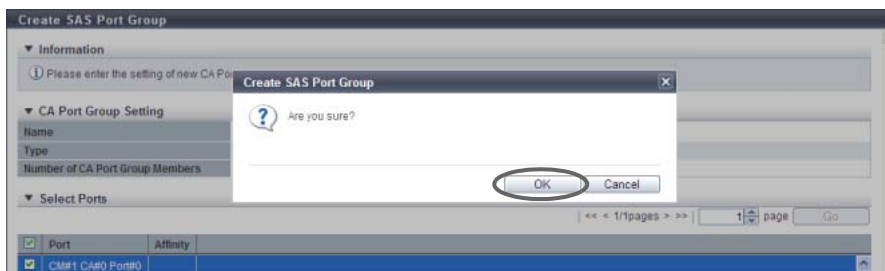 Create SAS Port Group
Information
Please enter the setting of new CA Po
Create SAS Port Group
Are you sure?
OK Cancel
CA Port Group Setting
Name
Type
Number of CA Port Group Members
Select Ports
<< < 1/1pages > >> 1 page Go
Port Affinity
CM#1 CA#0 Port#0